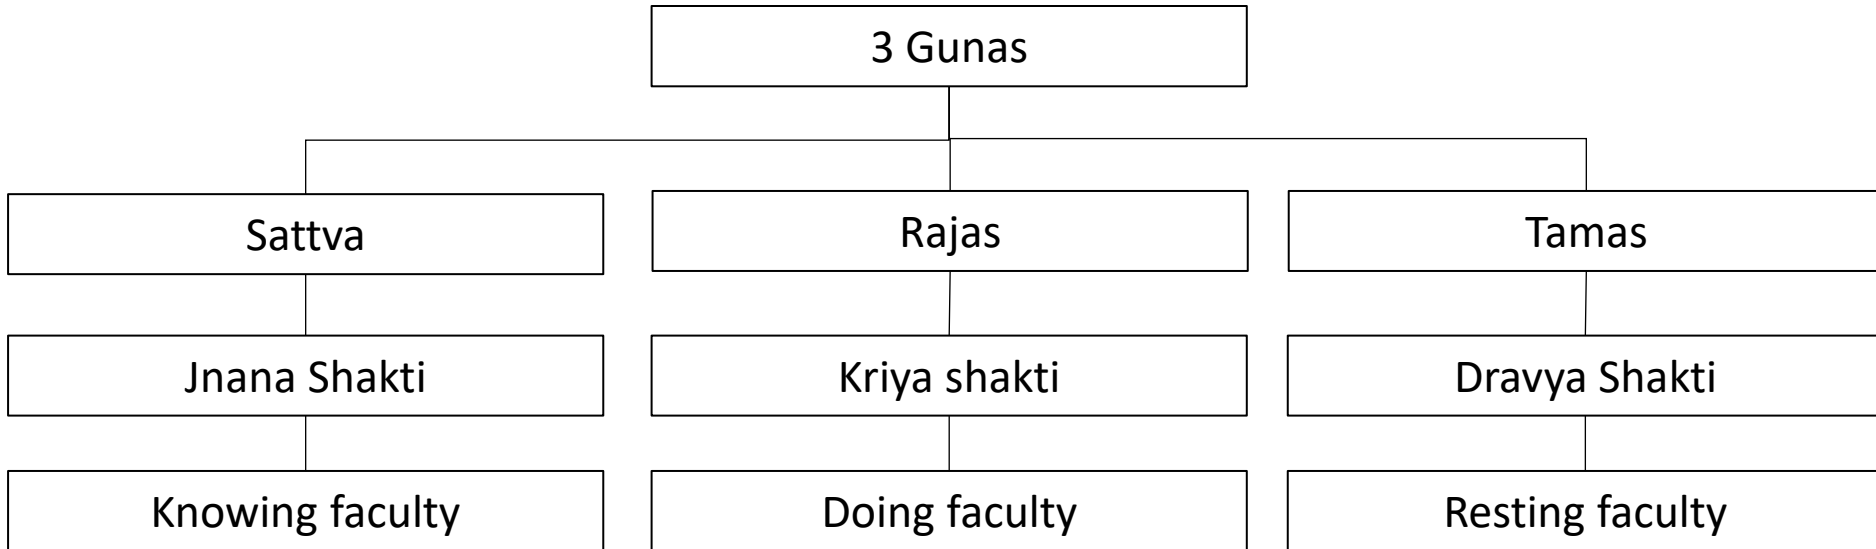 3 Gunas
Sattva
Rajas
Tamas
Jnana Shakti
Kriya shakti
Dravya Shakti
Knowing faculty
Doing faculty
Resting faculty